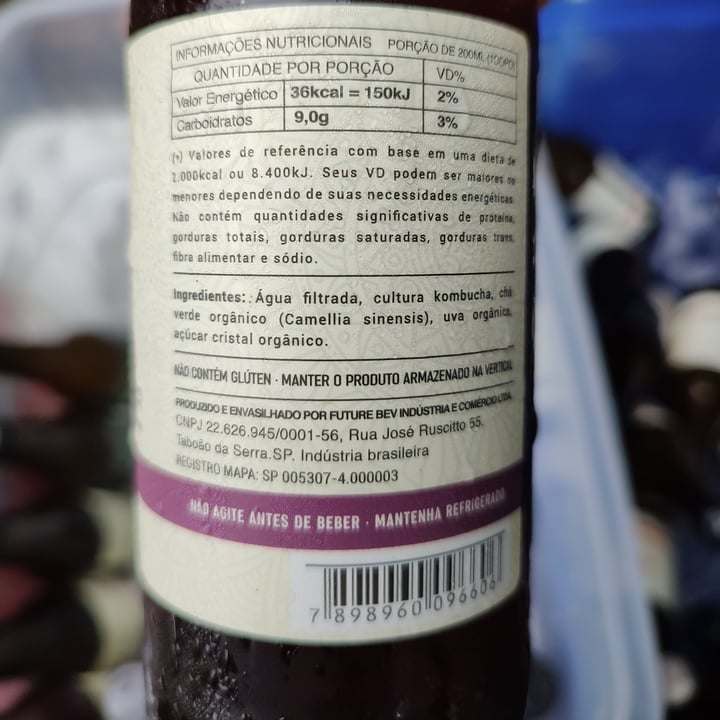 INFORMAÇÕES NUTRICIONAIS PORÇÃO DE 200ML
QUANTIDADE POR PORÇÃO VD%
Valor Energético 36kcal = 150kJ 2%
Carboidratos 9,0g 3%
(*) Valores de referência com base em uma dieta de
2.000kcal ou 8.400kJ. Seus VD podem ser maiores ou
menores dependendo de suas necessidades energéticas.
Não contém quantidades significativas de proteína,
gorduras totais, gorduras saturadas, gorduras trans,
fibra alimentar e sódio.
Ingredientes: Água filtrada, cultura kombucha, chá
verde orgânico (Camellia sinensis), uva orgânica,
açúcar cristal orgânico.
NÃO CONTÉM GLÚTEN · MANTER O PRODUTO ARMAZENADO NA VERTICAL
PRODUZIDO E ENVASILHADO POR FUTURE BEV INDÚSTRIA E COMÉRCIO LTDA.
CNPJ 22.626.945/0001-56, Rua José Ruscitto 55.
Taboão da Serra.SP. Indústria brasileira
REGISTRO MAPA: SP 005307-4.000003
NÃO AGITE ANTES DE BEBER · MANTENHA REFRIGERADO
7 898960 096606